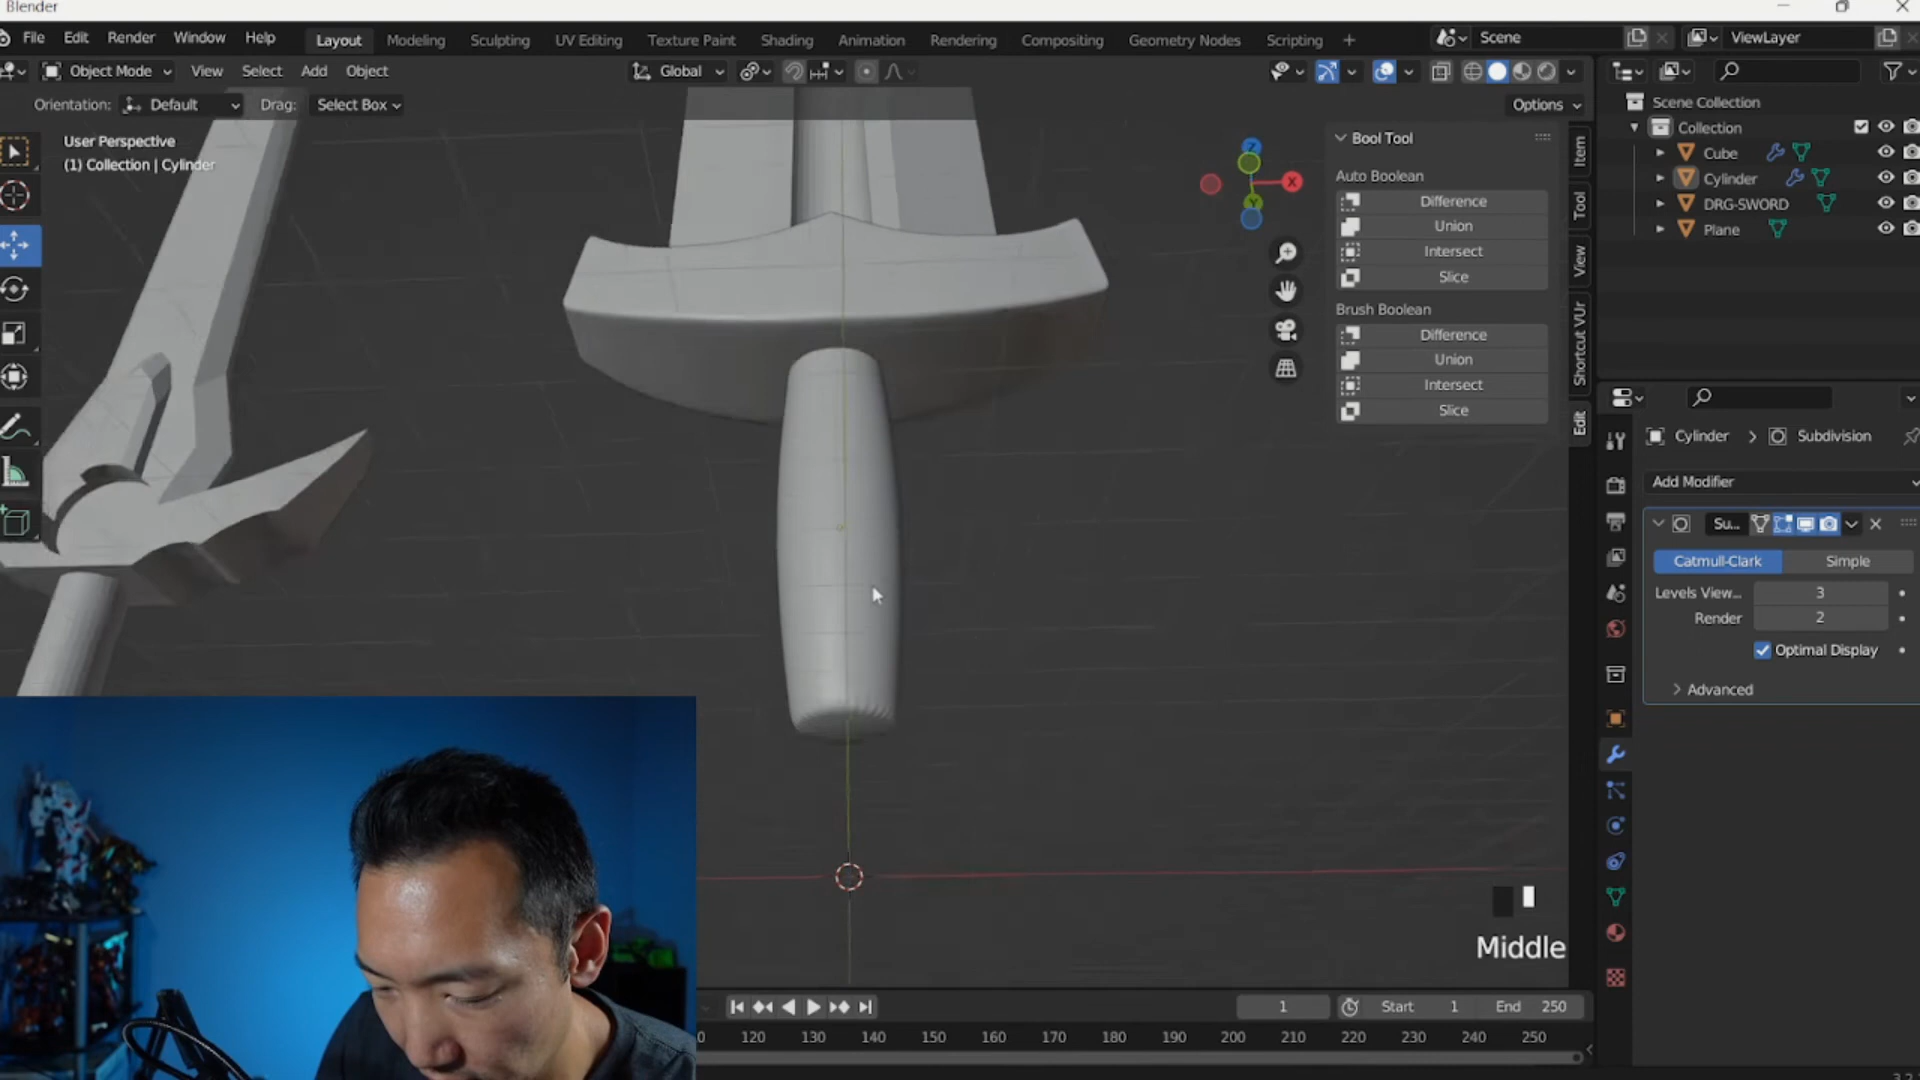 Blender
File Edit Render Window Help Layout Modeling Sculpting UV Editing Texture Paint Shading Animation Rendering Compositing Geometry Nodes Scripting + Scene ViewLayer
Object Mode View Select Add Object Global
Orientation: Default Drag: Select Box Options
User Perspective
(1) Collection | Cylinder
Z
X
Y
Bool Tool
Auto Boolean
Difference
Union
Intersect
Slice
Brush Boolean
Difference
Union
Intersect
Slice
Item
Tool
View
Shortcut VUr
Edit
Scene Collection
Collection
Cube
Cylinder
DRG-SWORD
Plane
Cylinder > Subdivision
Add Modifier
Su...
Catmull-Clark Simple
Levels View... 3
Render 2
Optimal Display
Advanced
Middle
1 Start 1 End 250
120 130 140 150 160 170 180 190 200 210 220 230 240 250